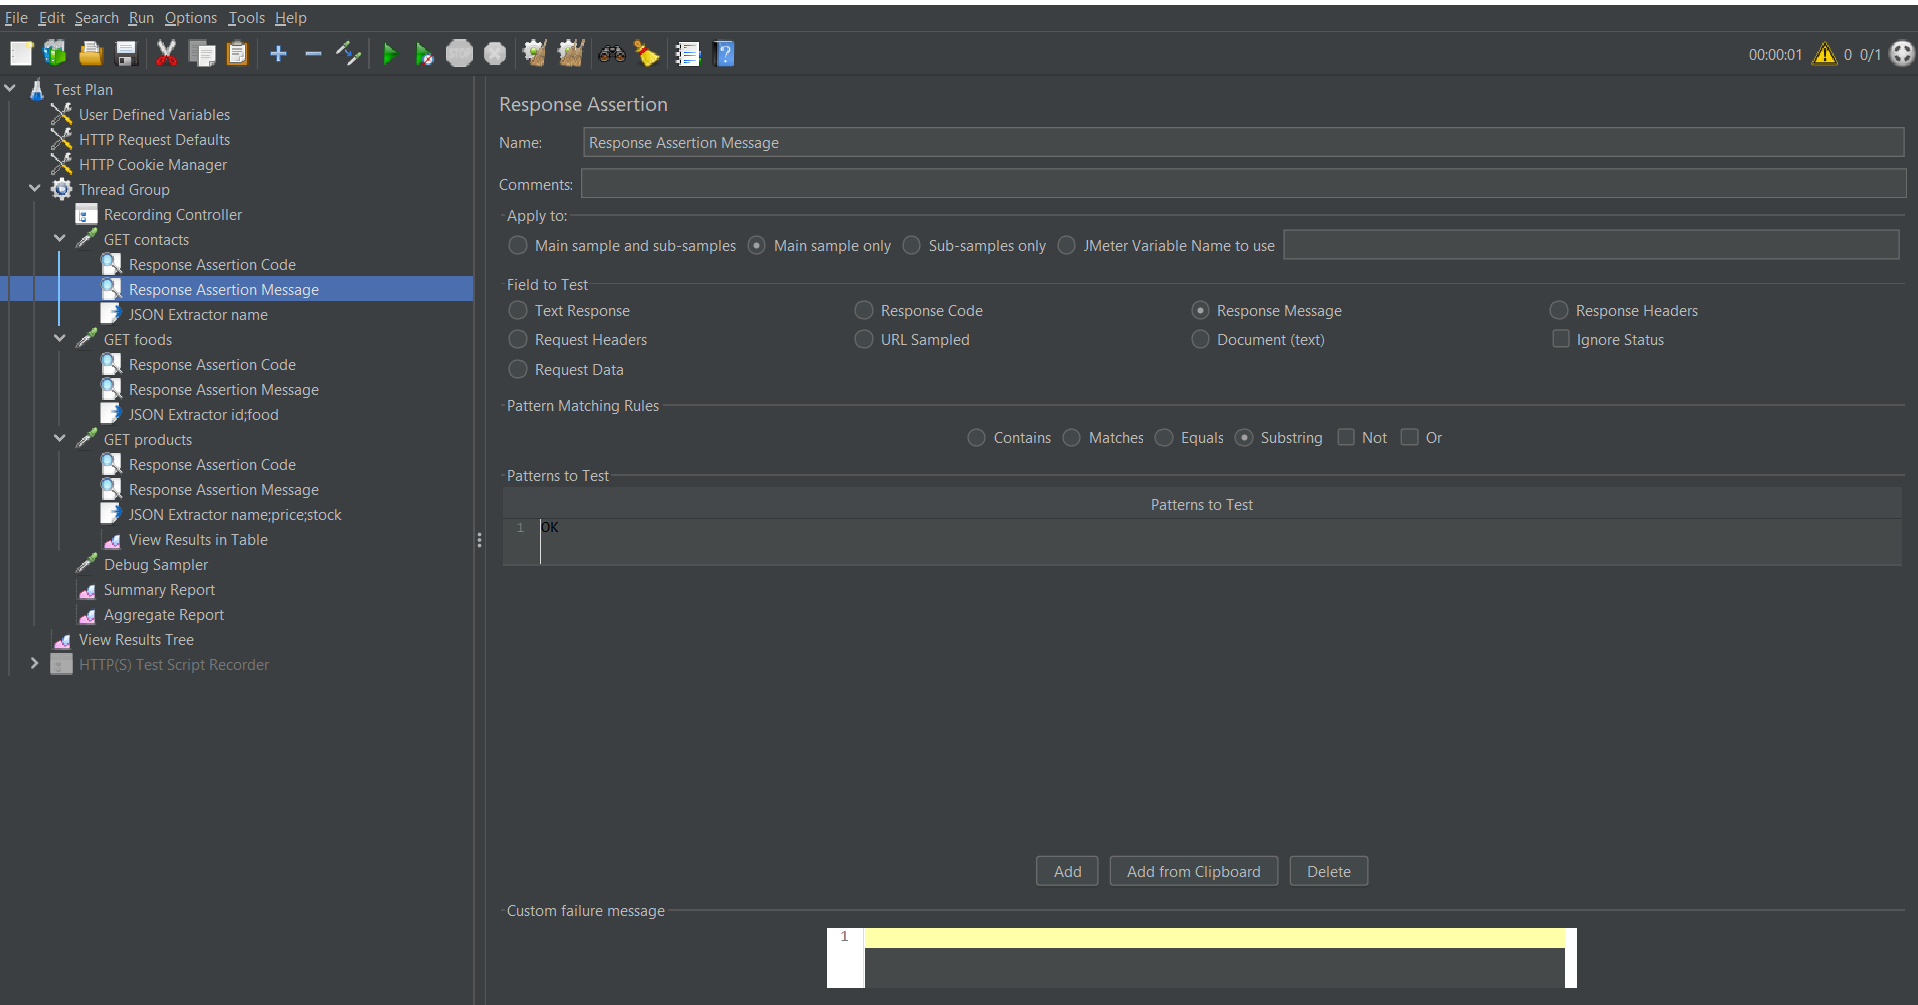 File Edit Search Run Options Tools Help
STOP
00:00:01 0 0/1
Test Plan
User Defined Variables
HTTP Request Defaults
HTTP Cookie Manager
Thread Group
Recording Controller
GET contacts
Response Assertion Code
Response Assertion Message
JSON Extractor name
GET foods
Response Assertion Code
Response Assertion Message
JSON Extractor id;food
GET products
Response Assertion Code
Response Assertion Message
JSON Extractor name;price;stock
View Results in Table
Debug Sampler
Summary Report
Aggregate Report
View Results Tree
HTTP(S) Test Script Recorder
Response Assertion
Name: Response Assertion Message
Comments:
Apply to:
Main sample and sub-samples Main sample only Sub-samples only JMeter Variable Name to use
Field to Test
Text Response Response Code Response Message Response Headers
Request Headers URL Sampled Document (text) Ignore Status
Request Data
Pattern Matching Rules
Contains Matches Equals Substring Not Or
Patterns to Test
Patterns to Test
1 OK
Add Add from Clipboard Delete
Custom failure message
1